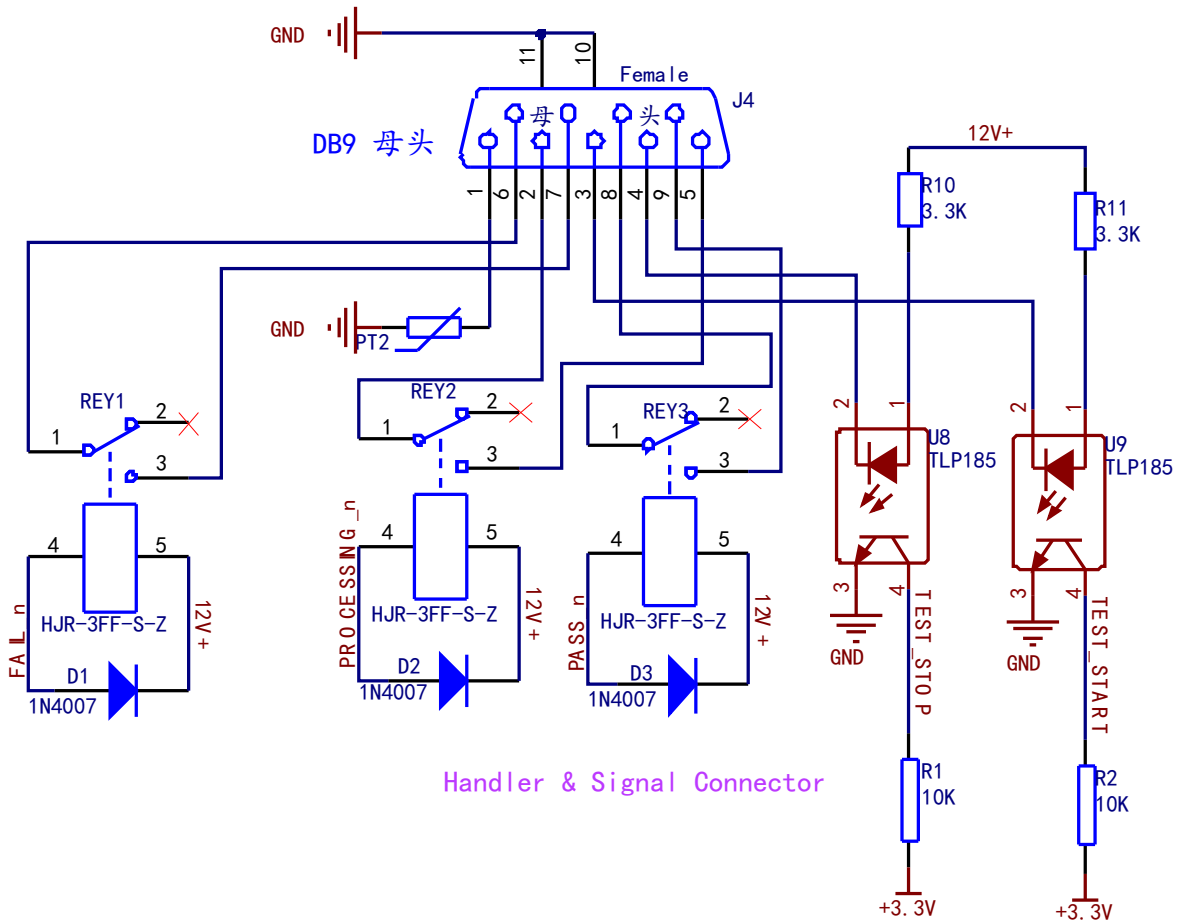 GND
11
10
Female
J4
母
头
DB9 母头
1
6
2
7
3
8
4
9
5
12V+
R10
3.3K
R11
3.3K
GND
PT2
REY1
1
2
3
4
5
HJR-3FF-S-Z
FAIL_n
12V+
D1
1N4007
REY2
1
2
3
4
5
HJR-3FF-S-Z
PROCESSING_n
12V+
D2
1N4007
REY3
1
2
3
4
5
HJR-3FF-S-Z
PASS_n
12V+
D3
1N4007
2
1
U8
TLP185
3
4
GND
TEST_STOP
R1
10K
+3.3V
2
1
U9
TLP185
3
4
GND
TEST_START
R2
10K
+3.3V
Handler & Signal Connector